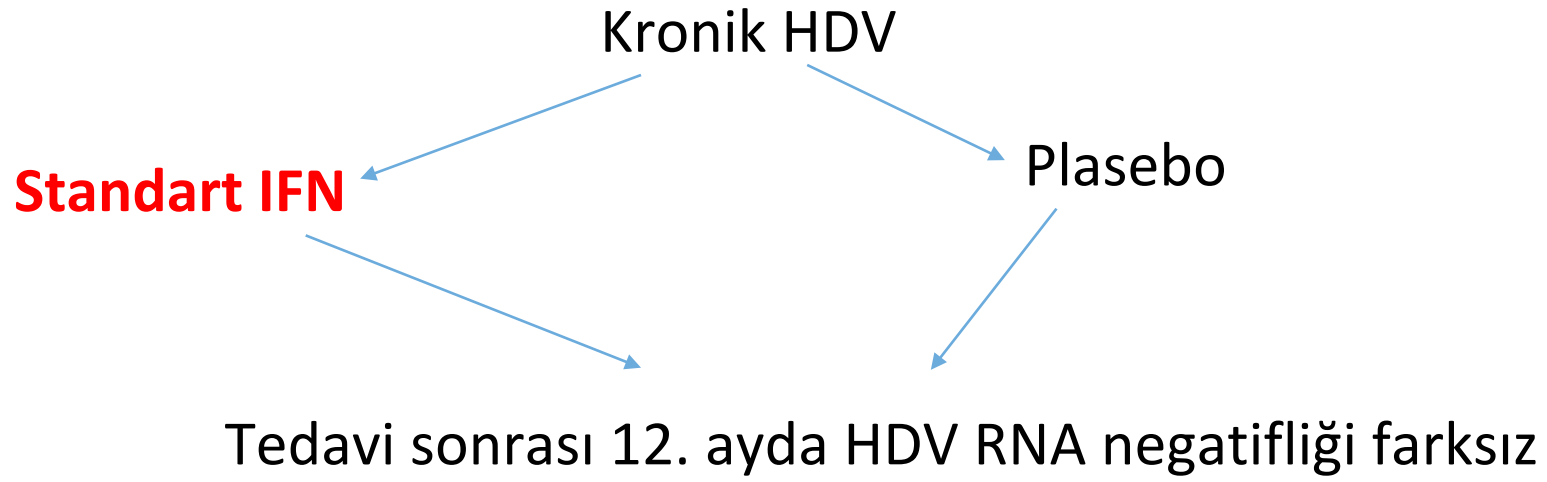 Kronik HDV
Standart IFN
Plasebo
Tedavi sonrası 12. ayda HDV RNA negatifliği farksız